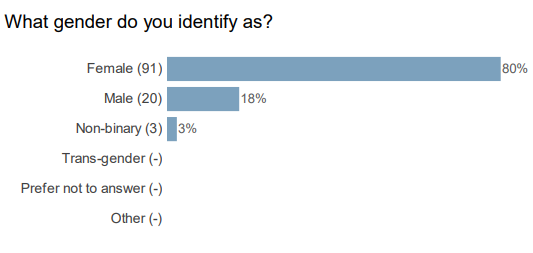 What gender do you identify as?
Female (91) 80%
Male (20) 18%
Non-binary (3) 3%
Trans-gender (-)
Prefer not to answer (-)
Other (-)